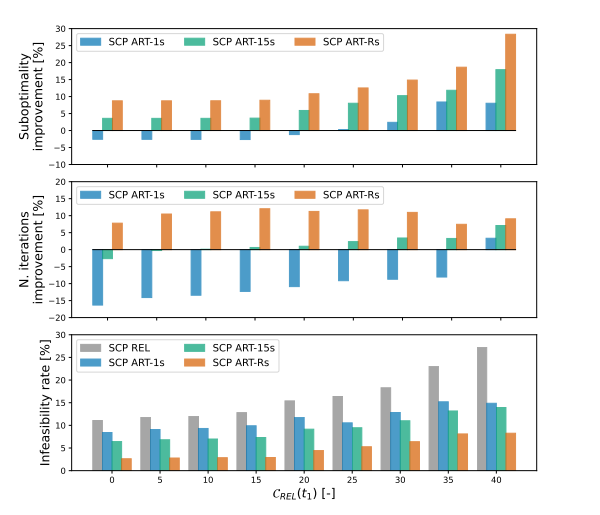 Suboptimality
improvement [%]
30
25
20
15
10
5
0
−5
−10
SCP ART-1s SCP ART-15s SCP ART-Rs
N. iterations
improvement [%]
20
15
10
5
0
−5
−10
−15
−20
SCP ART-1s SCP ART-15s SCP ART-Rs
Infeasibility rate [%]
30
25
20
15
10
5
0
SCP REL SCP ART-15s
SCP ART-1s SCP ART-Rs
0 5 10 15 20 25 30 35 40
C_REL(t_1) [-]